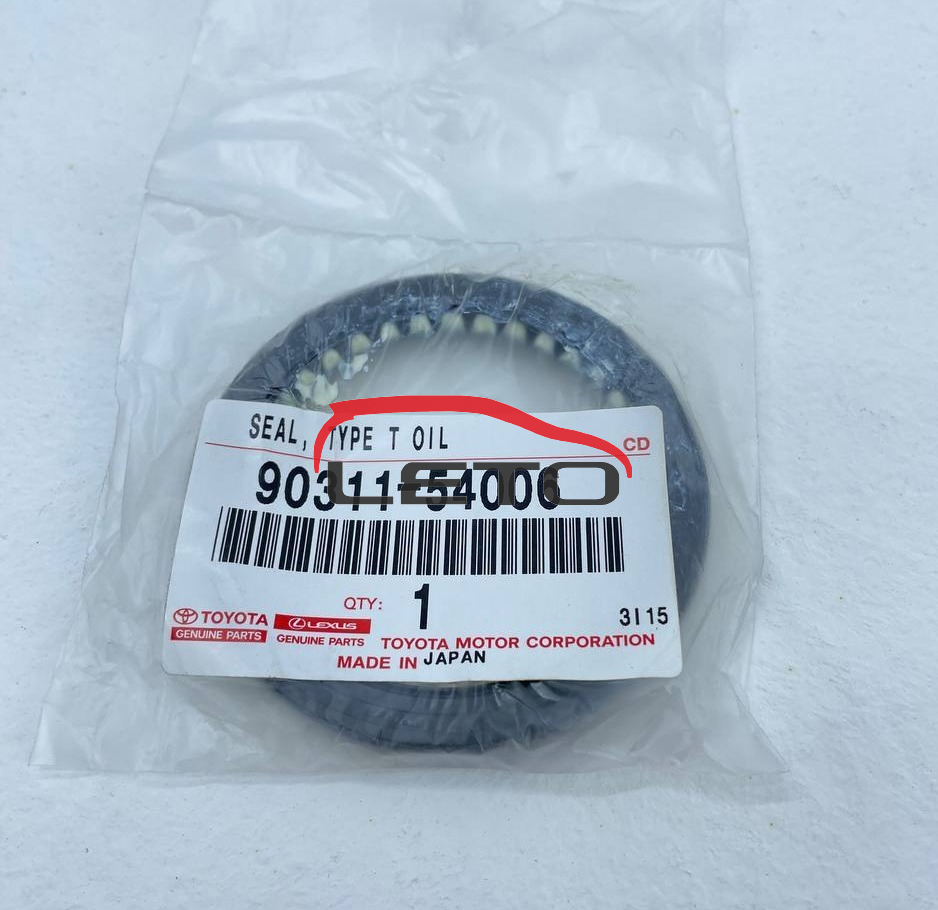 SEAL, TYPE T OIL
CD
90311-54006
LETO
QTY: 1
3I15
TOYOTA
GENUINE PARTS
LEXUS
GENUINE PARTS
TOYOTA MOTOR CORPORATION
MADE IN JAPAN